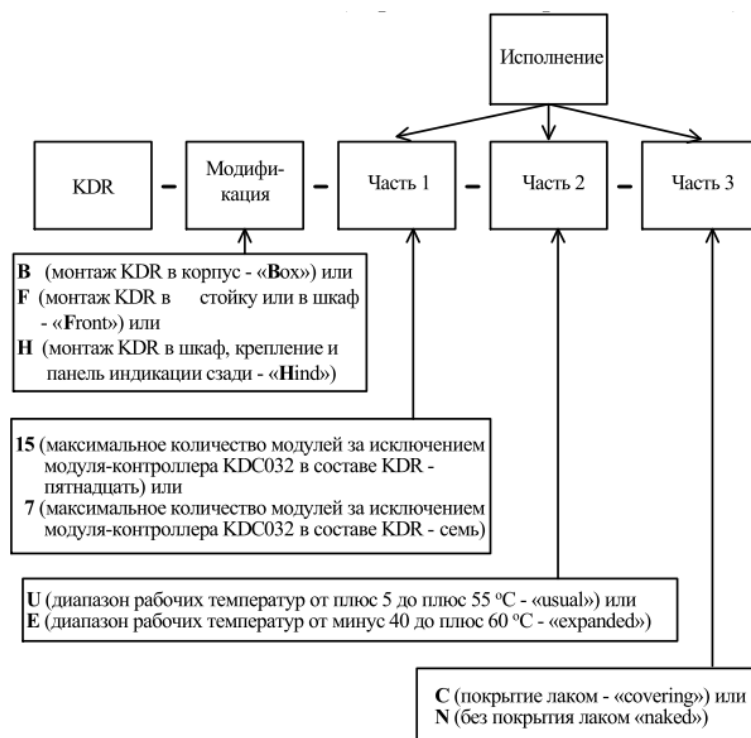 Исполнение
KDR - Модифи- - Часть 1 - Часть 2 - Часть 3
кация
B (монтаж KDR в корпус - «Box») или
F (монтаж KDR в стойку или в шкаф
- «Front») или
H (монтаж KDR в шкаф, крепление и
панель индикации сзади - «Hind»)
15 (максимальное количество модулей за исключением
модуля-контроллера KDC032 в составе KDR -
пятнадцать) или
7 (максимальное количество модулей за исключением
модуля-контроллера KDC032 в составе KDR - семь)
U (диапазон рабочих температур от плюс 5 до плюс 55 °С - «usual») или
E (диапазон рабочих температур от минус 40 до плюс 60 °С - «expanded»)
C (покрытие лаком - «covering») или
N (без покрытия лаком «naked»)